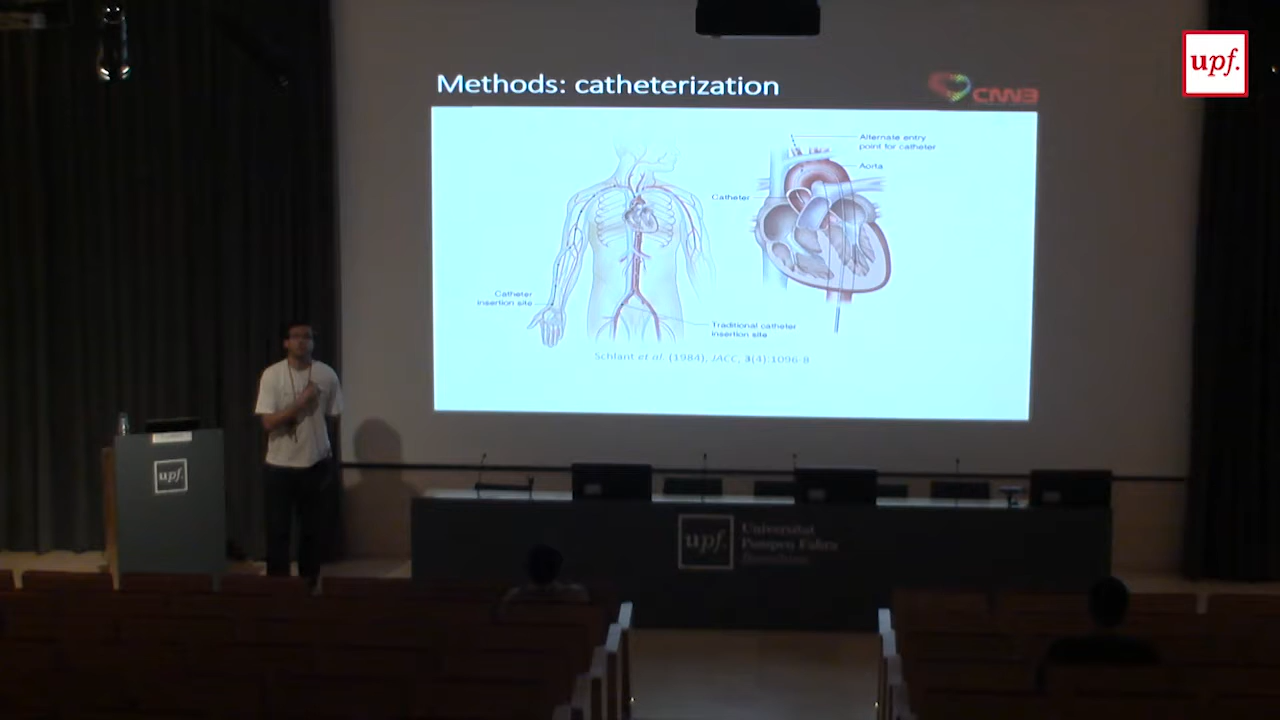 Methods: catheterization
CMN3
upf.
Alternate entry
point for catheter
Aorta
Catheter
Catheter
insertion site
Traditional catheter
insertion site
Schlant et al. (1984), JACC, 3(4):1096-8
upf.
upf.
Universitat
Pompeu Fabra
Barcelona